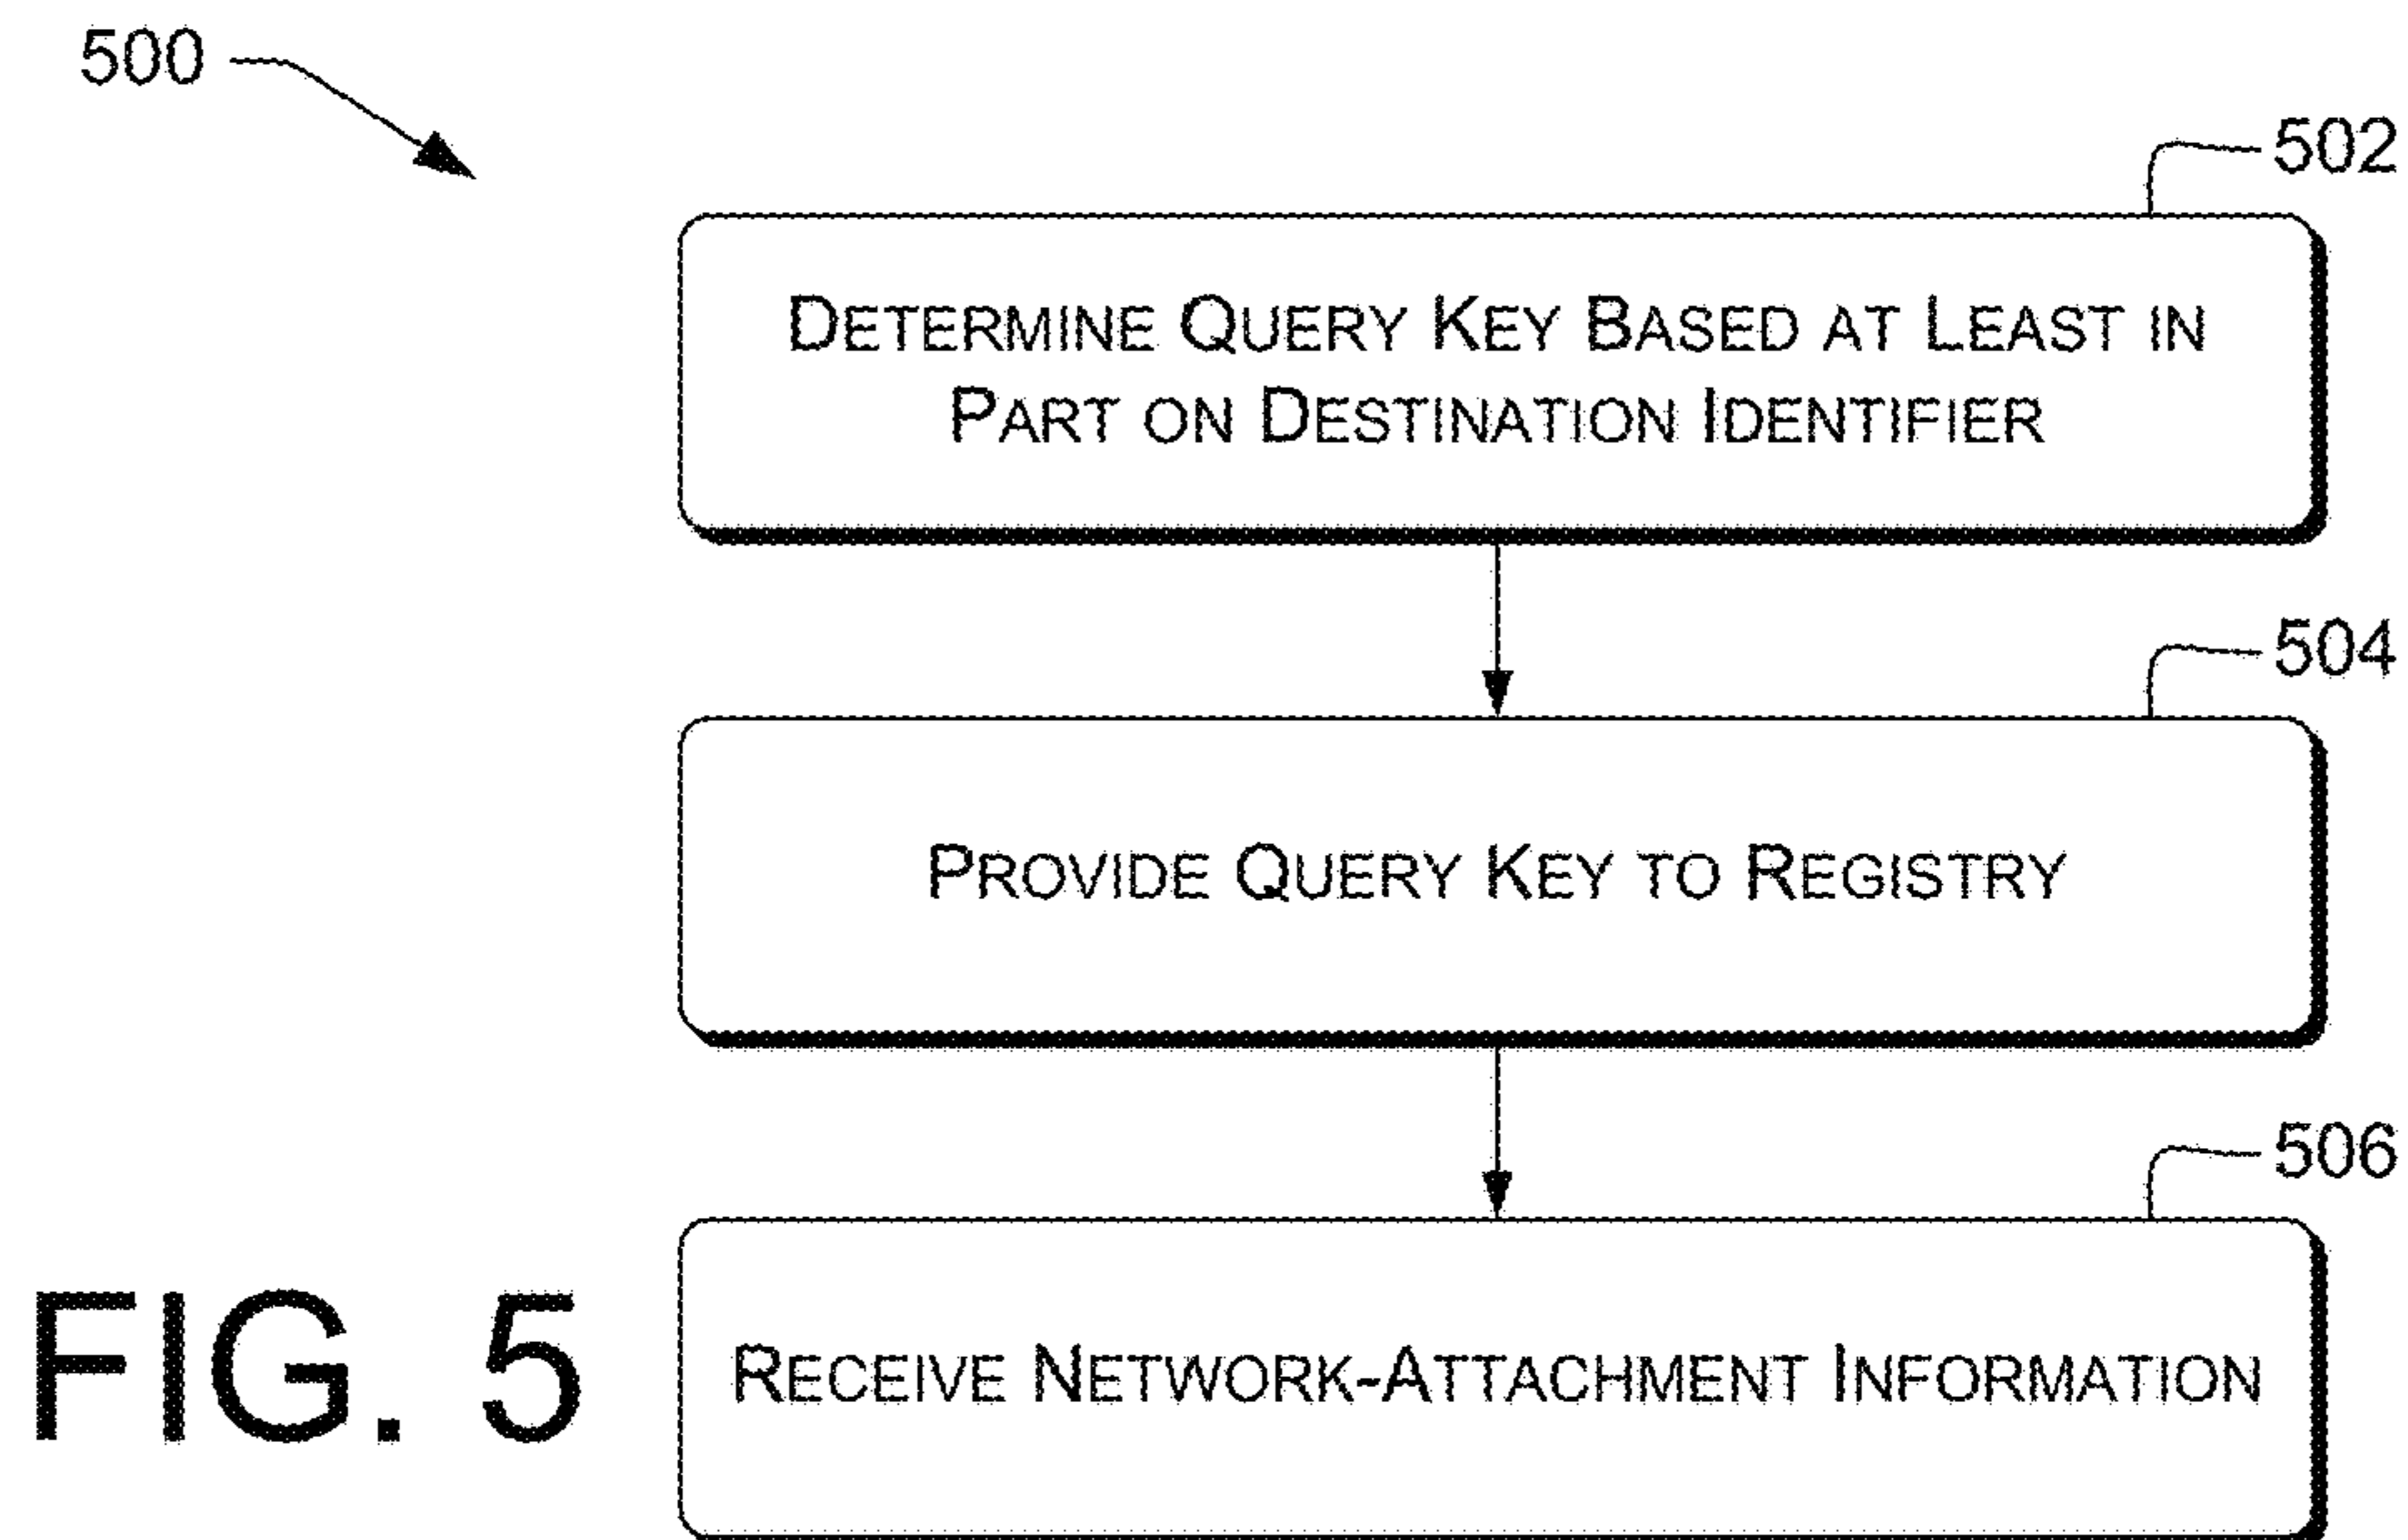 500
502
DETERMINE QUERY KEY BASED AT LEAST IN
PART ON DESTINATION IDENTIFIER
504
PROVIDE QUERY KEY TO REGISTRY
506
RECEIVE NETWORK-ATTACHMENT INFORMATION
FIG. 5